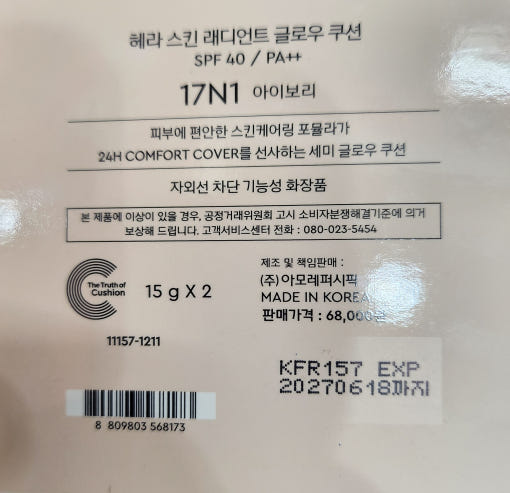 헤라 스킨 래디언트 글로우 쿠션
SPF 40 / PA++
17N1 아이보리
피부에 편안한 스킨케어링 포뮬라가
24H COMFORT COVER를 선사하는 세미 글로우 쿠션
자외선 차단 기능성 화장품
본 제품에 이상이 있을 경우, 공정거래위원회 고시 소비자분쟁해결기준에 의거
보상해 드립니다. 고객서비스센터 전화 : 080-023-5454
The Truth of
Cushion
15 g X 2
11157-1211
제조 및 책임판매 :
(주)아모레퍼시픽
MADE IN KOREA
판매가격 : 68,000원
KFR157 EXP
20270618까지
8 809803 568173